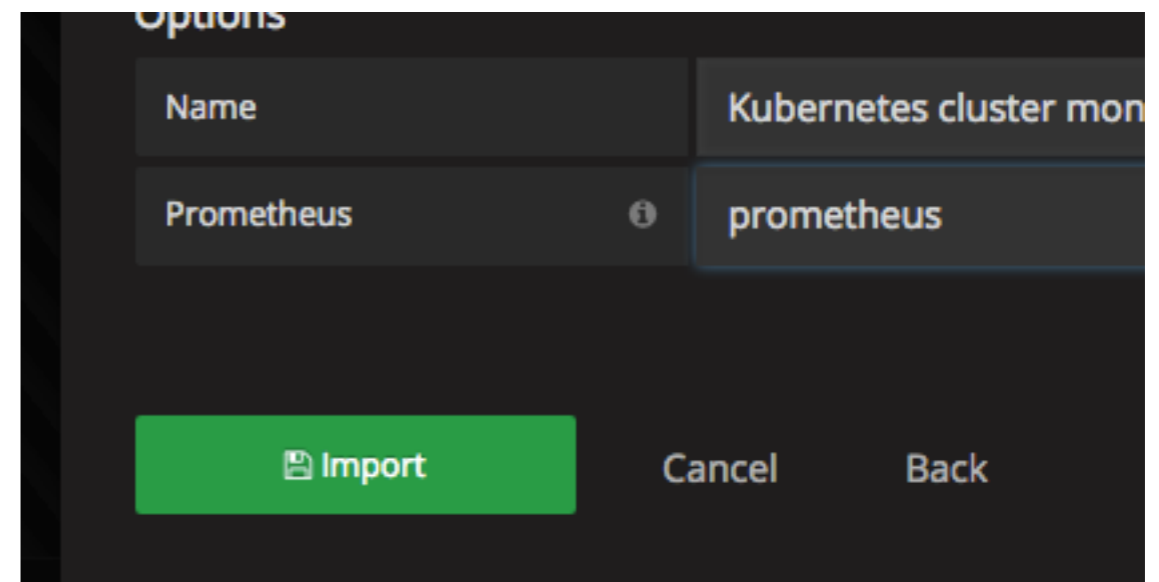 Options
Name Kubernetes cluster mon
Prometheus prometheus
Import Cancel Back